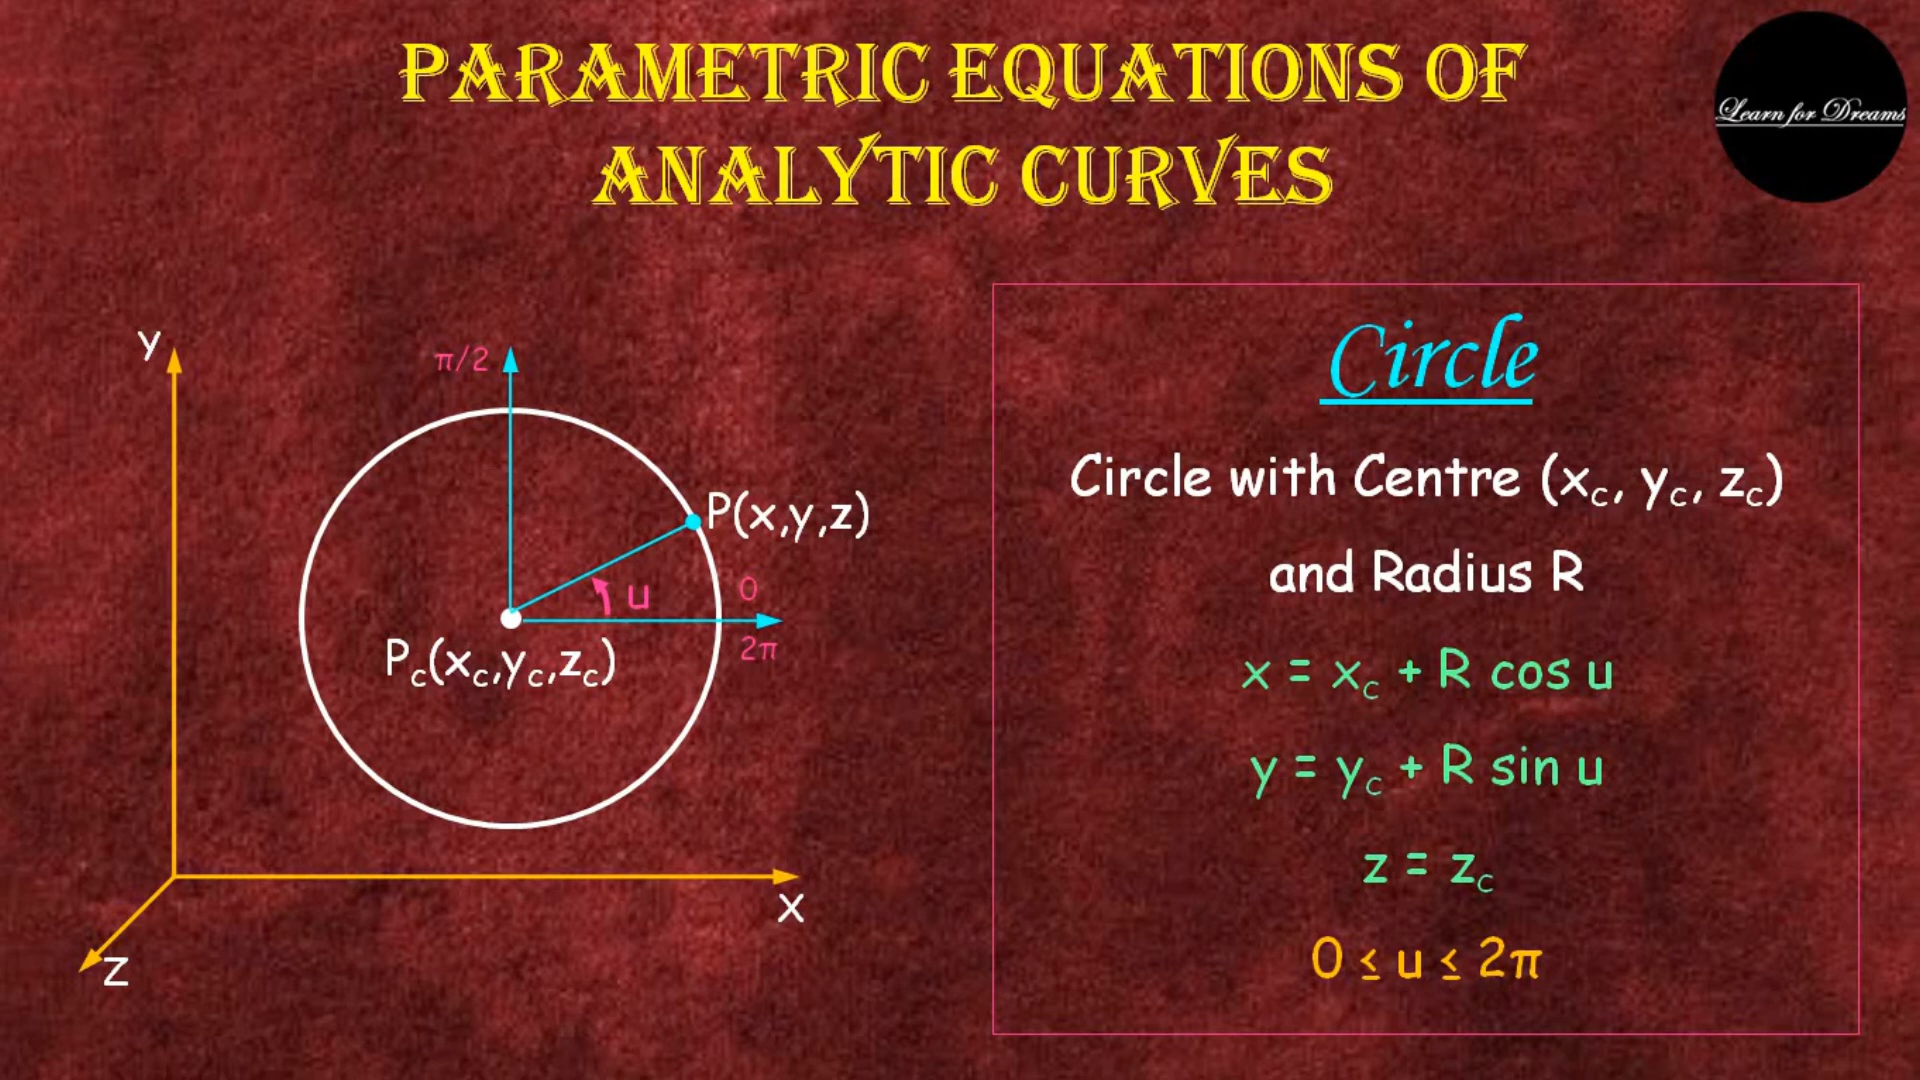 PARAMETRIC EQUATIONS OF
ANALYTIC CURVES
Learn for Dreams
Y
π/2
P(x,y,z)
u
0
2π
Pc(xc,yc,zc)
X
Z
Circle
Circle with Centre (xc, yc, zc)
and Radius R
x = xc + R cos u
y = yc + R sin u
z = zc
0 ≤ u ≤ 2π